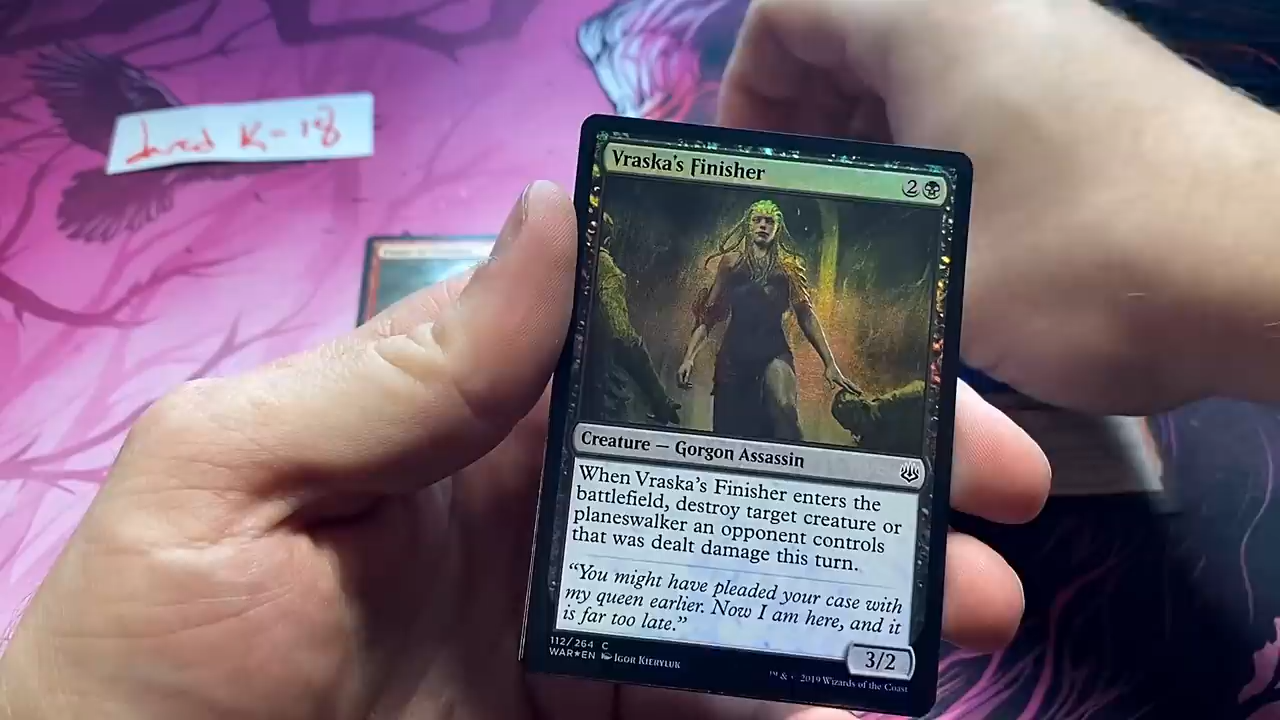 Jared K-18
Vraska's Finisher
2
Creature — Gorgon Assassin
When Vraska's Finisher enters the
battlefield, destroy target creature or
planeswalker an opponent controls
that was dealt damage this turn.
“You might have pleaded your case with
my queen earlier. Now I am here, and it
is far too late.”
3/2
112/264 C
WAR★EN Igor Kieryluk
™ & © 2019 Wizards of the Coast